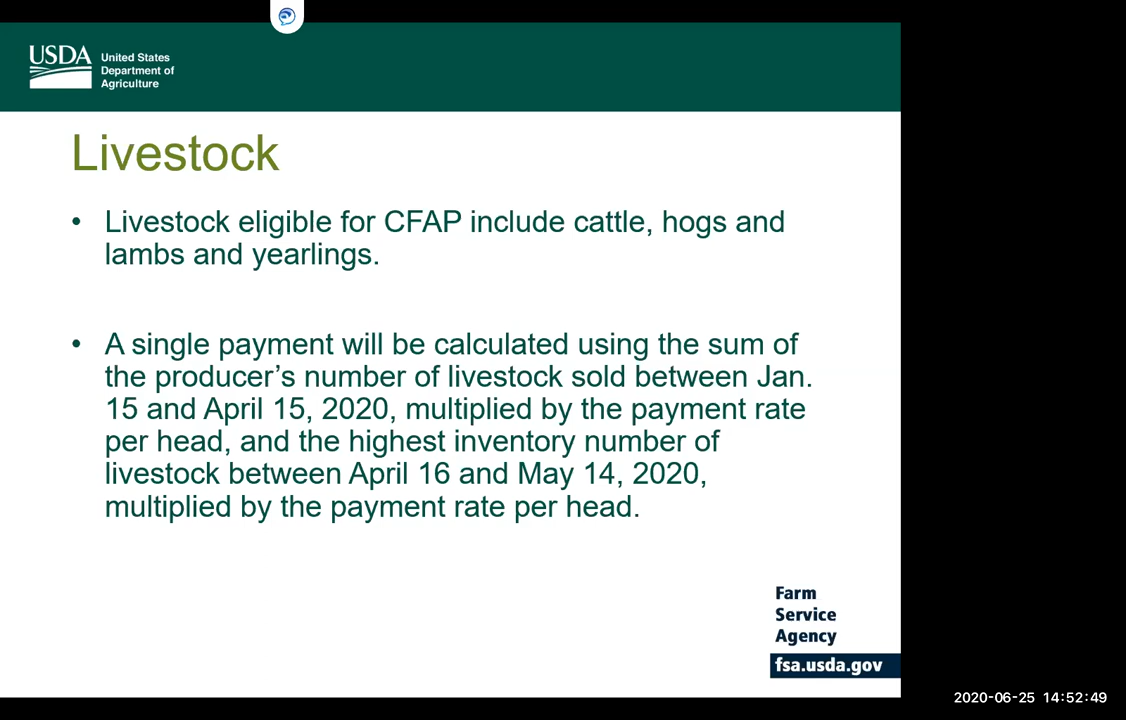 USDA
United States
Department of
Agriculture
Livestock
• Livestock eligible for CFAP include cattle, hogs and
lambs and yearlings.
• A single payment will be calculated using the sum of
the producer’s number of livestock sold between Jan.
15 and April 15, 2020, multiplied by the payment rate
per head, and the highest inventory number of
livestock between April 16 and May 14, 2020,
multiplied by the payment rate per head.
Farm
Service
Agency
fsa.usda.gov
2020-06-25 14:52:49